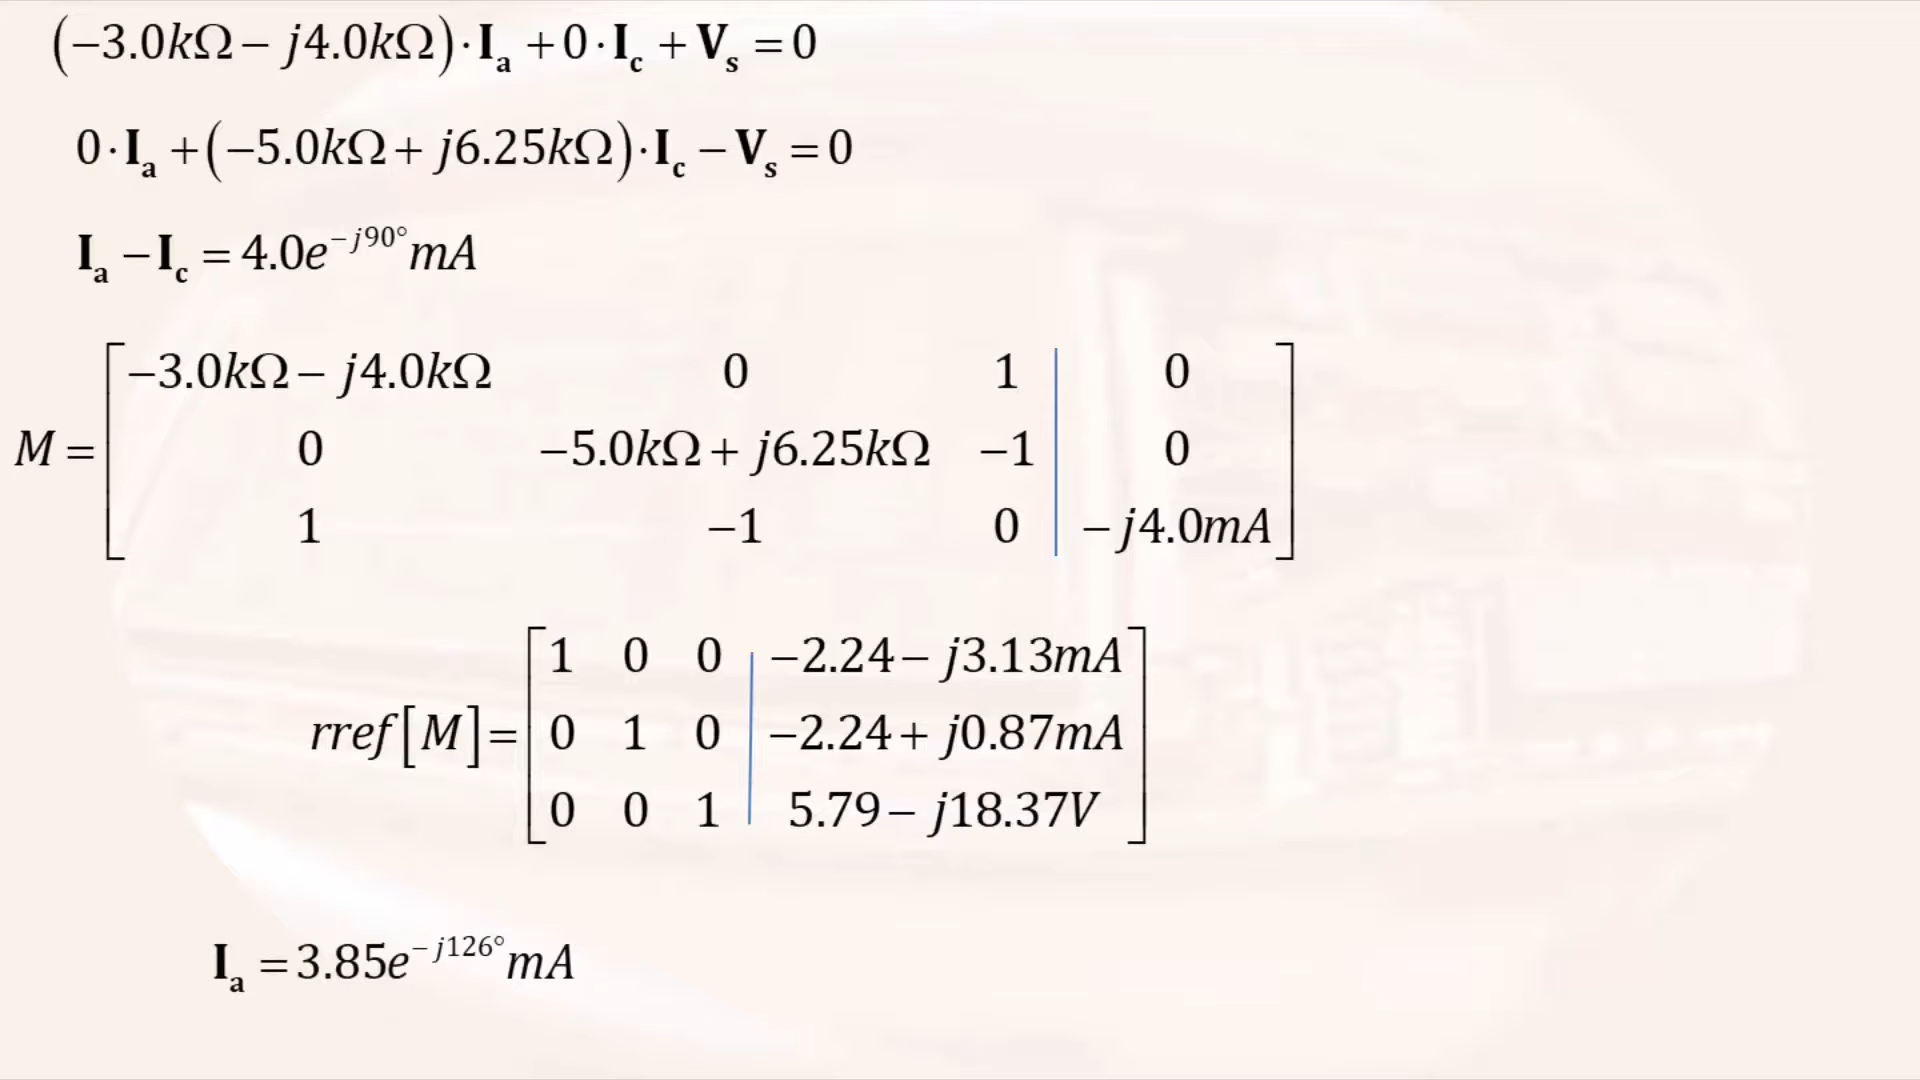 (−3.0kΩ − j4.0kΩ)·I_a + 0·I_c + V_s = 0
0·I_a + (−5.0kΩ + j6.25kΩ)·I_c − V_s = 0
I_a − I_c = 4.0e^{−j90°} mA
M = [ −3.0kΩ − j4.0kΩ 0 1 | 0
0 −5.0kΩ + j6.25kΩ −1 | 0
1 −1 0 | −j4.0mA ]
rref[M] = [ 1 0 0 | −2.24 − j3.13mA
0 1 0 | −2.24 + j0.87mA
0 0 1 | 5.79 − j18.37V ]
I_a = 3.85e^{−j126°} mA